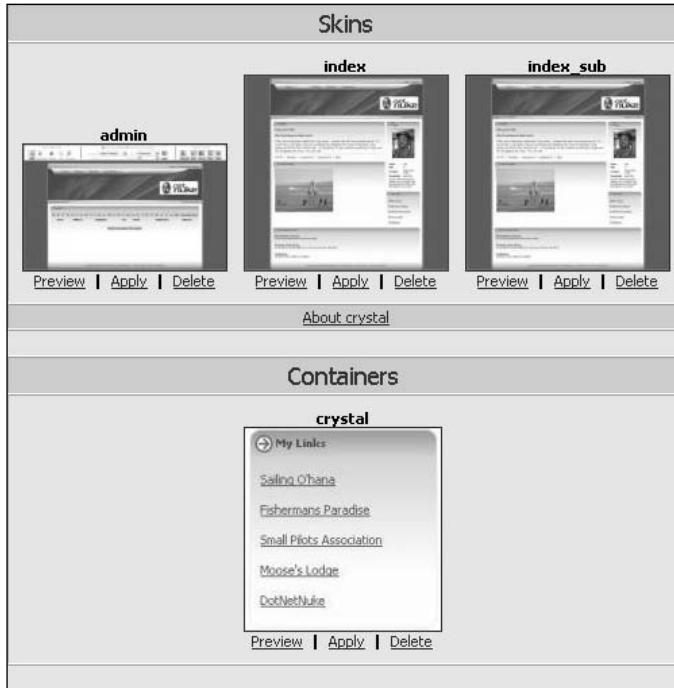 Skins
admin
index
index_sub
Preview | Apply | Delete
Preview | Apply | Delete
Preview | Apply | Delete
About crystal
Containers
crystal
My Links
Sailing O'hana
Fishermans Paradise
Small Pilots Association
Moose's Lodge
DotNetNuke
Preview | Apply | Delete